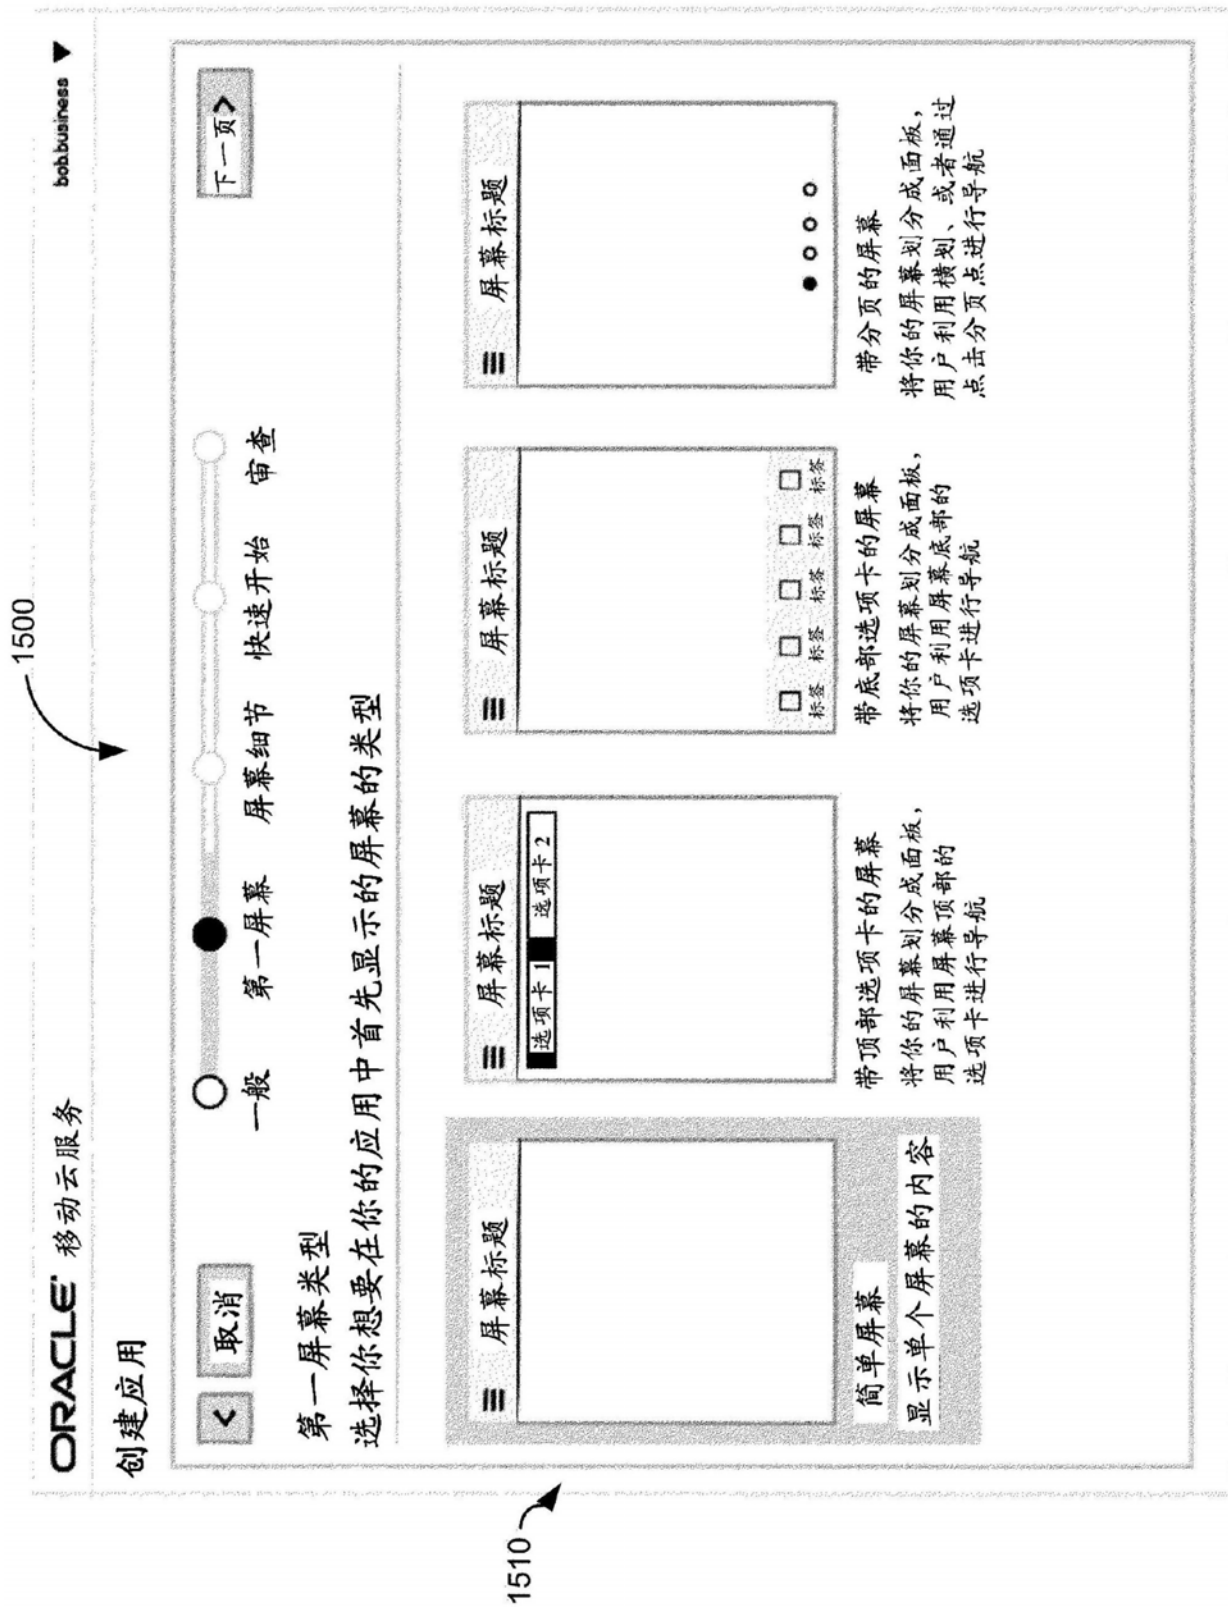 1500
ORACLE 移动云服务
bob.business
创建应用
取消
下一页
一般
第一屏幕
屏幕细节
快速开始
审查
第一屏幕类型
选择你想要在你的应用中首先显示的屏幕的类型
1510
屏幕标题
简单屏幕
显示单个屏幕的内容
屏幕标题
选项卡 1
选项卡 2
带顶部选项卡的屏幕
将你的屏幕划分成面板，
用户利用屏幕顶部的
选项卡进行导航
屏幕标题
标签
标签
标签
标签
标签
带底部选项卡的屏幕
将你的屏幕划分成面板，
用户利用屏幕底部的
选项卡进行导航
屏幕标题
带分页的屏幕
将你的屏幕划分成面板，
用户利用横划、或者通过
点击分页点进行导航